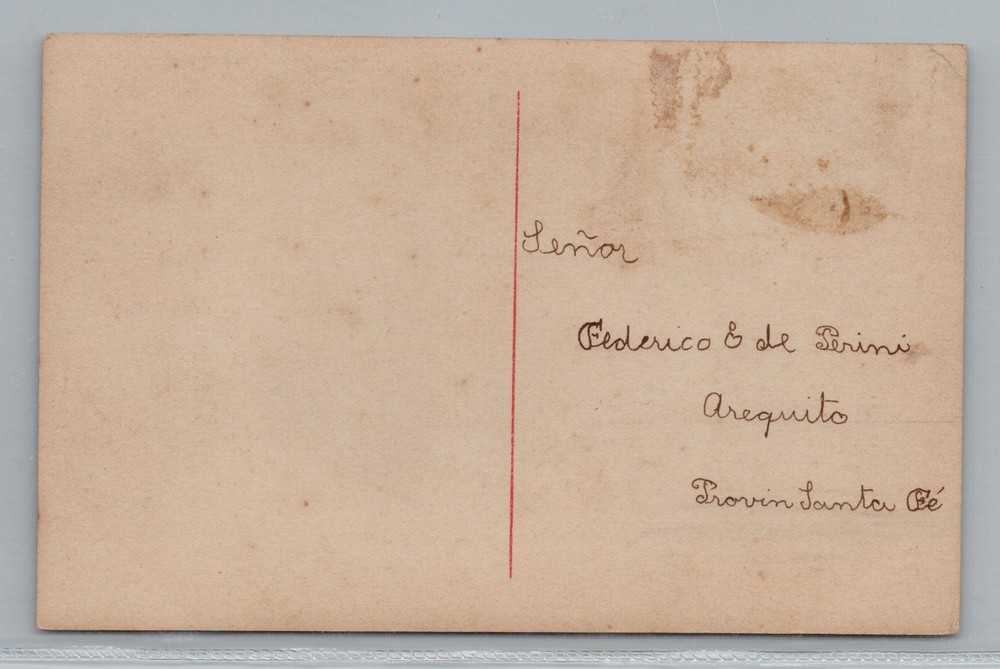 Señor
Federico E de Perini
Arequito
Provin Santa Fé